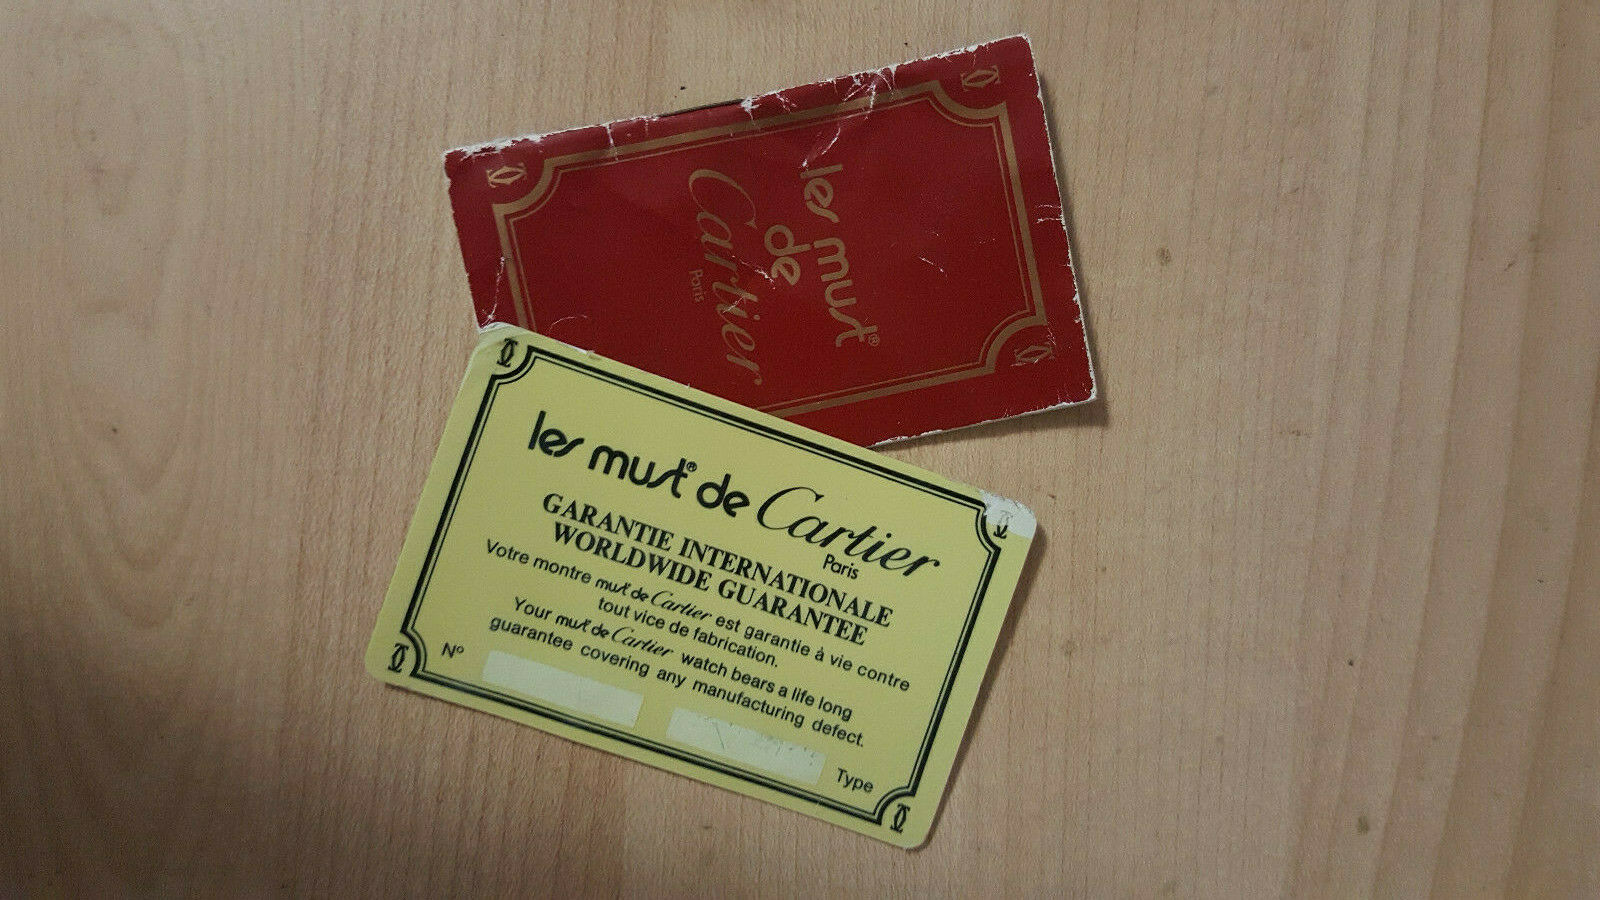 les must®
de
Cartier
Paris
les must® de Cartier
Paris
GARANTIE INTERNATIONALE
WORLDWIDE GUARANTEE
Votre montre must de Cartier est garantie à vie contre
tout vice de fabrication.
Your must de Cartier watch bears a life long
guarantee covering any manufacturing defect.
Nº
Type